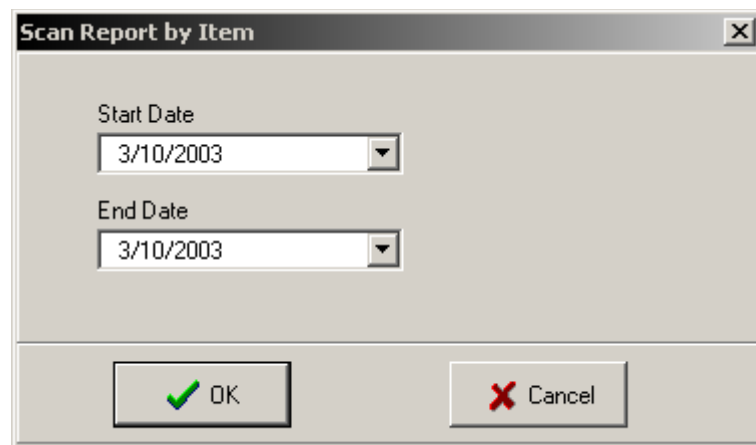 Scan Report by Item
Start Date
3/10/2003
End Date
3/10/2003
OK
Cancel